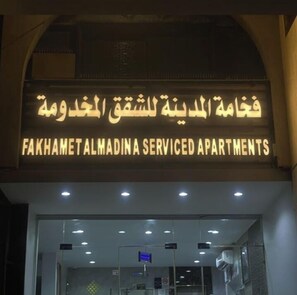 فخامة المدينة للشقق المخدومة
FAKHAMET ALMADINA SERVICED APARTMENTS